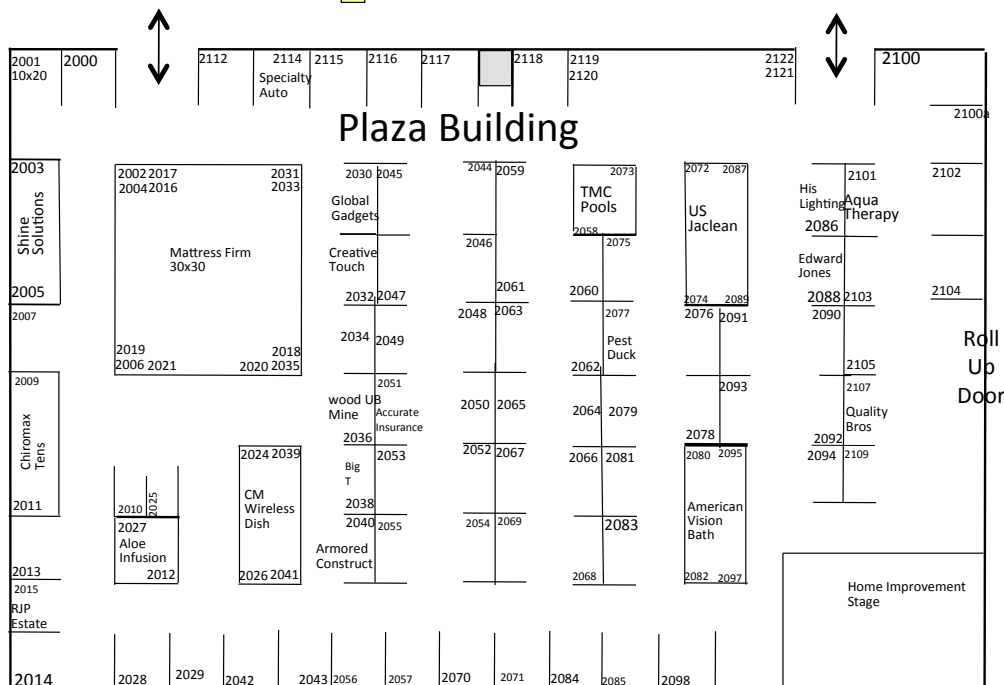 2001
10x20
2000
2112
2114
Specialty
Auto
2115
2116
2117
2118
2119
2120
2122
2121
2100
2100a
Plaza Building
2003
Shine
Solutions
2005
2007
2009
Chiromax
Tens
2011
2013
2015
RJP
Estate
2014
2002 2017
2004 2016
2031
2033
Mattress Firm
30x30
2019
2006 2021
2018
2020 2035
2010
2025
2027
Aloe
Infusion
2012
2024 2039
CM
Wireless
Dish
2026 2041
2030 2045
Global
Gadgets
Creative
Touch
2032 2047
2034 2049
2051
wood UB
Mine
Accurate
Insurance
2036
2053
Big
T
2038
2040 2055
Armored
Construct
2044 2059
2046
2061
2048 2063
2050 2065
2052 2067
2054 2069
2073
TMC
Pools
2058
2075
2060
2077
Pest
Duck
2062
2064 2079
2066 2081
2083
2068
2072 2087
US
Jaclean
2074 2089
2076 2091
2093
2078
2080 2095
American
Vision
Bath
2082 2097
2101
His
Lighting
Aqua
Therapy
2086
Edward
Jones
2088 2103
2090
2105
2107
Quality
Bros
2092
2094 2109
2102
2104
Roll
Up
Door
Home Improvement
Stage
2028
2029
2042
2043
2056
2057
2070
2071
2084
2085
2098